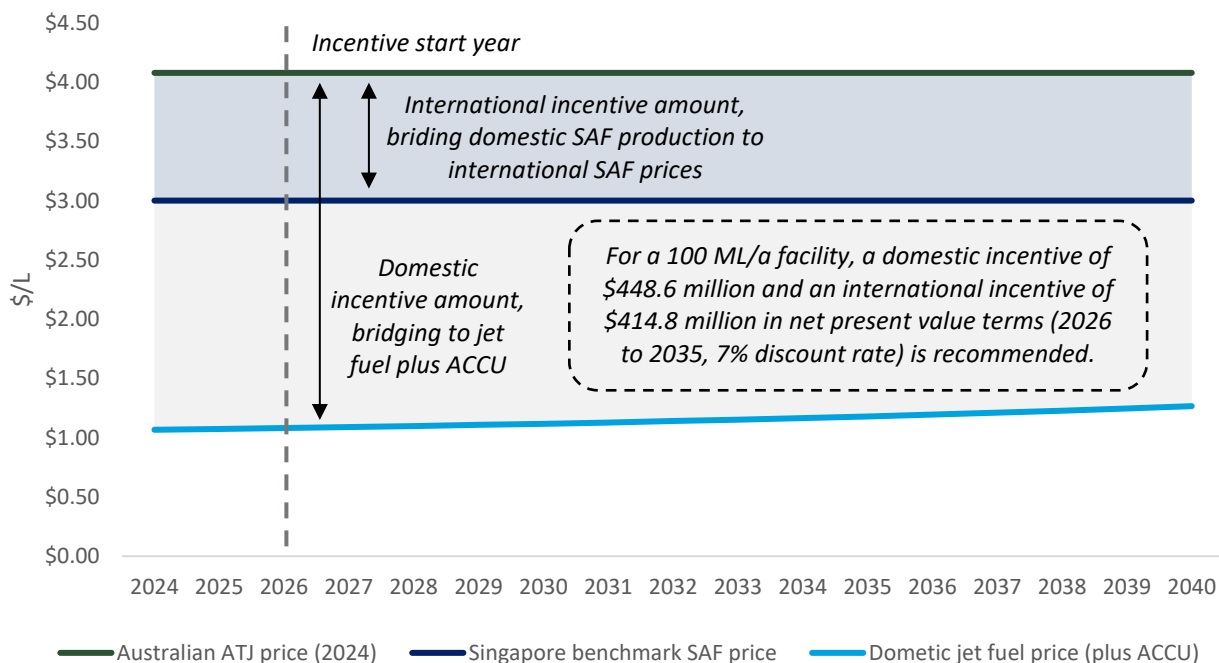 $4.50
$4.00
$3.50
$3.00
$2.50
$2.00
$1.50
$1.00
$0.50
$0.00
$/L
Incentive start year
International incentive amount,
briding domestic SAF production to
international SAF prices
Domestic
incentive amount,
bridging to jet
fuel plus ACCU
For a 100 ML/a facility, a domestic incentive of
$448.6 million and an international incentive of
$414.8 million in net present value terms (2026
to 2035, 7% discount rate) is recommended.
2024 2025 2026 2027 2028 2029 2030 2031 2032 2033 2034 2035 2036 2037 2038 2039 2040
Australian ATJ price (2024) Singapore benchmark SAF price Dometic jet fuel price (plus ACCU)